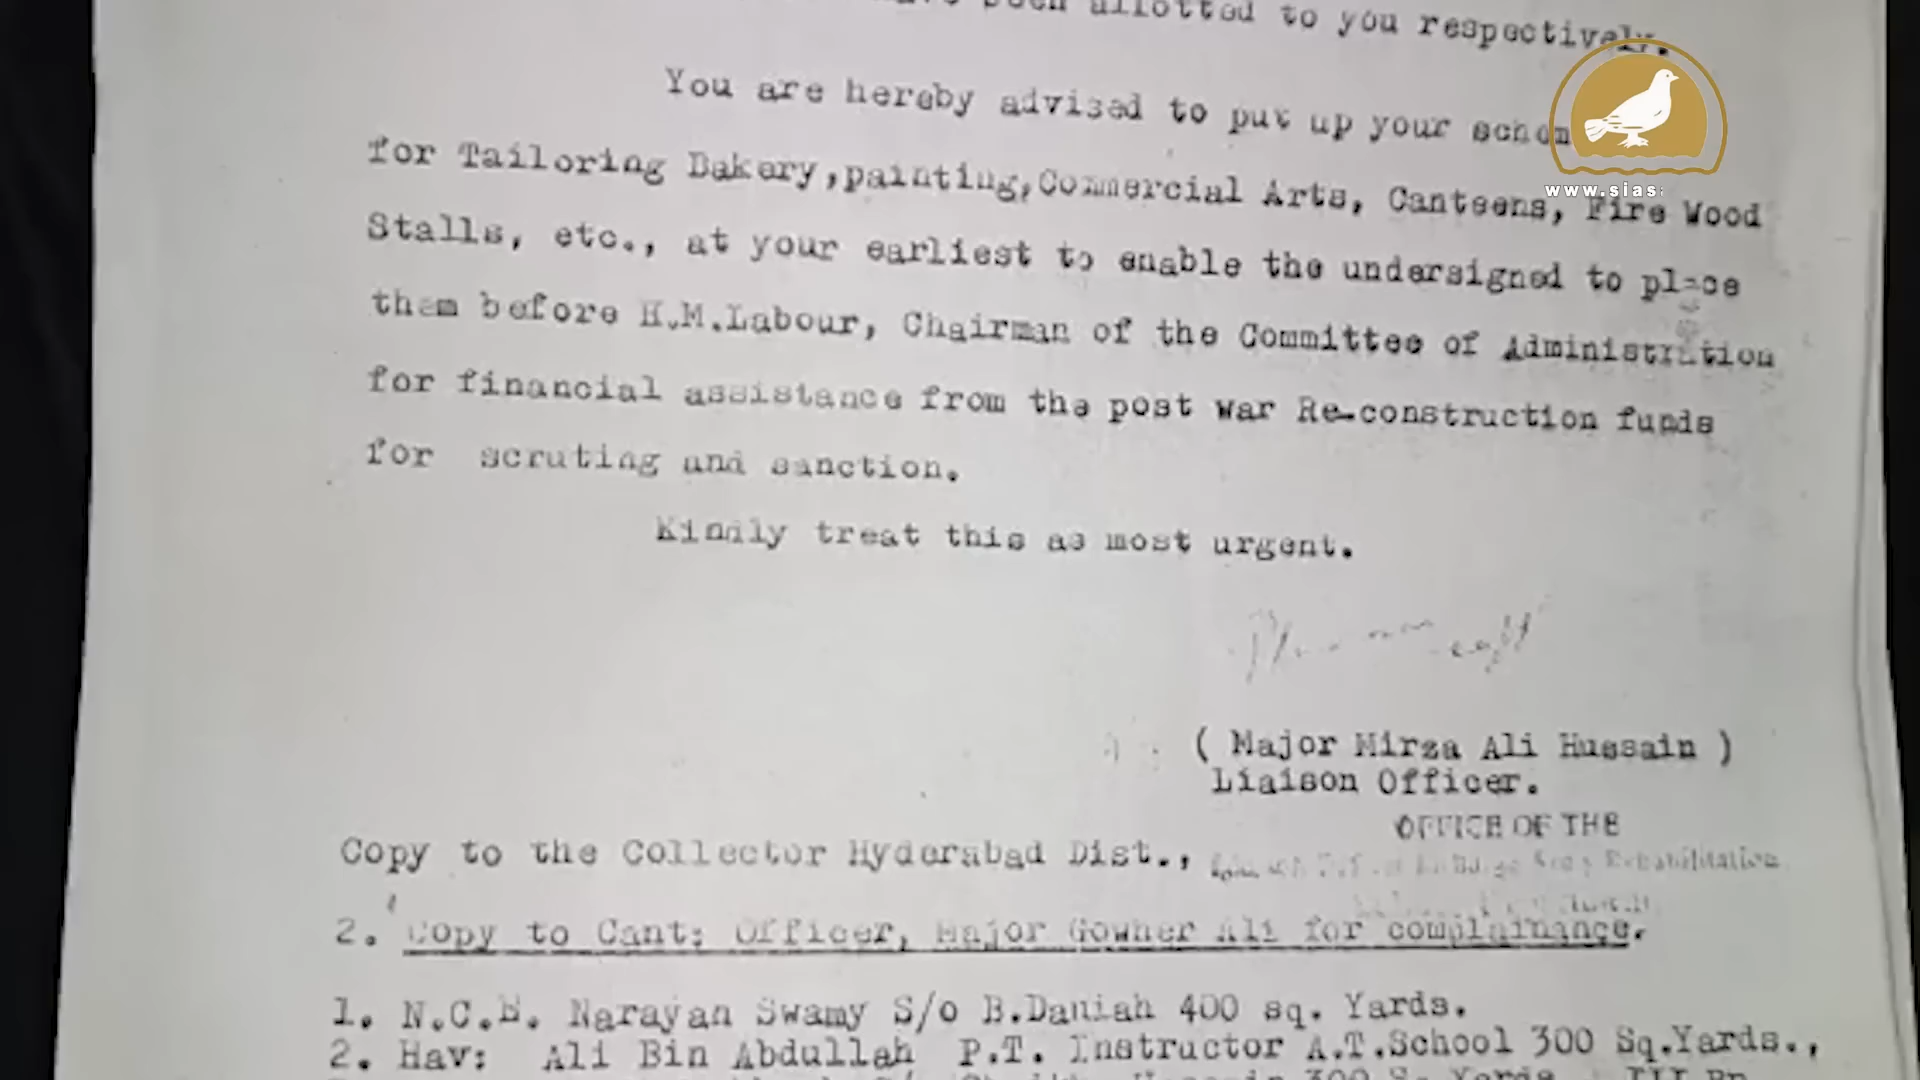 been allotted to you respectively.
You are hereby advised to put up your schem
for Tailoring Bakery,painting,Commercial Arts, Canteens, Fire Wood
Stalls, etc., at your earliest to enable the undersigned to place
them before H.M.Labour, Chairman of the Committee of Administration
for financial assistance from the post war Re-construction funds
for scruting and sanction.
Kindly treat this as most urgent.
( Major Mirza Ali Hussain )
Liaison Officer.
OFFICE OF THE
Copy to the Collector Hyderabad Dist.,
Rehabilitation
2. Copy to Cant; Officer, Major Gowher Ali for complainance.
1. N.C.E. Narayan Swamy S/o B.Daniah 400 sq. Yards.
2. Hav: Ali Bin Abdullah P.T. Instructor A.T.School 300 Sq.Yards.,
www.sias